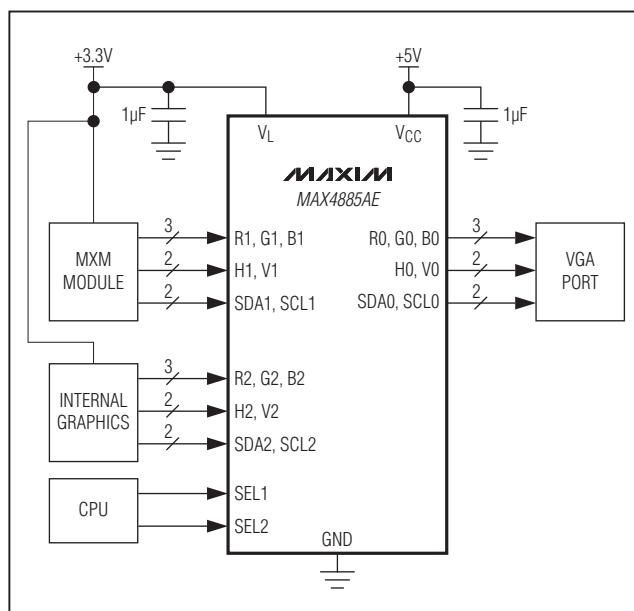 +3.3V
+5V
1µF
1µF
VL
VCC
MAXIM
MAX4885AE
MXM
MODULE
3
R1, G1, B1
2
H1, V1
2
SDA1, SCL1
R0, G0, B0
3
H0, V0
2
SDA0, SCL0
2
VGA
PORT
INTERNAL
GRAPHICS
3
R2, G2, B2
2
H2, V2
2
SDA2, SCL2
CPU
SEL1
SEL2
GND